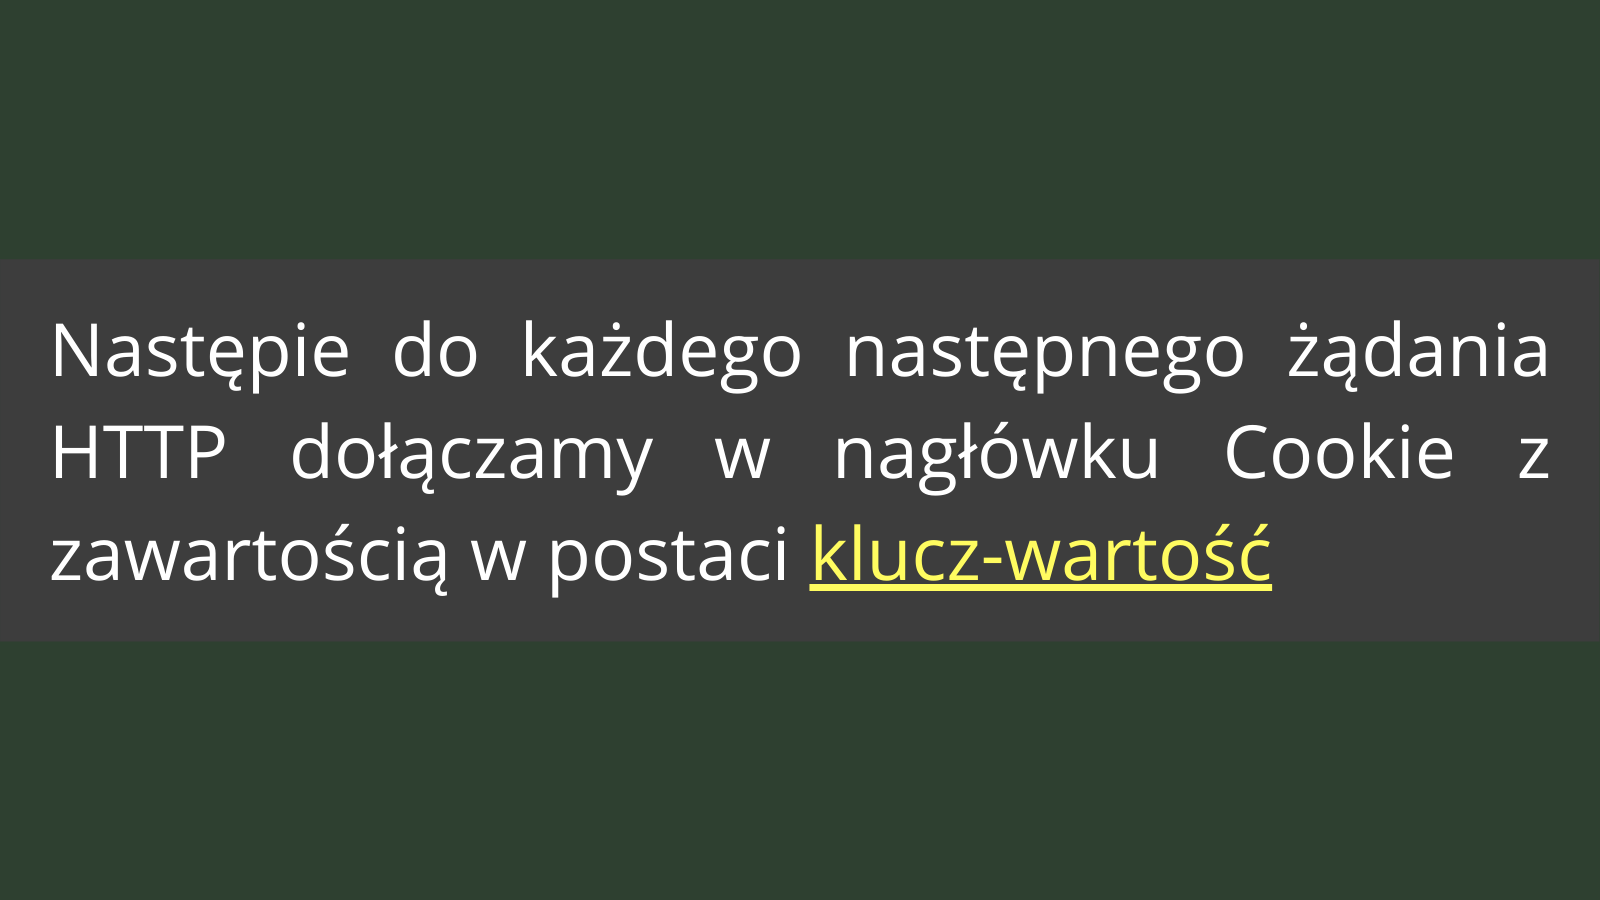 Następie do każdego następnego żądania
HTTP dołączamy w nagłówku Cookie z
zawartością w postaci klucz-wartość